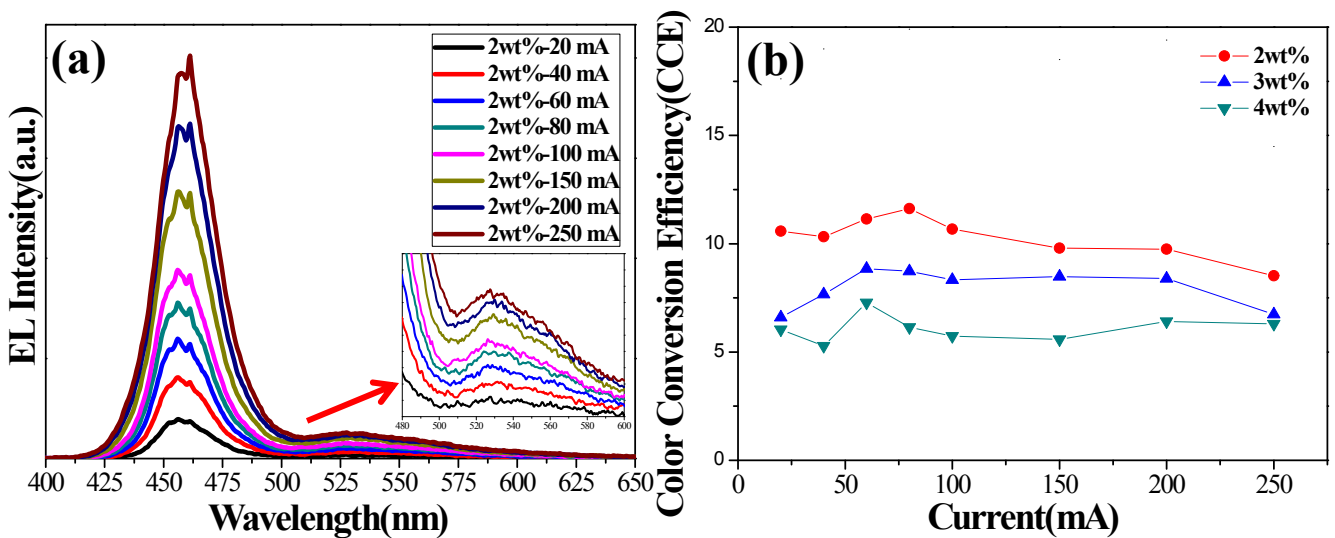 (a)
2wt%-20 mA
2wt%-40 mA
2wt%-60 mA
2wt%-80 mA
2wt%-100 mA
2wt%-150 mA
2wt%-200 mA
2wt%-250 mA
EL Intensity(a.u.)
480 500 520 540 560 580 600
400 425 450 475 500 525 550 575 600 625 650
Wavelength(nm)
(b)
2wt%
3wt%
4wt%
Color Conversion Efficiency(CCE)
20
15
10
5
0
0 50 100 150 200 250
Current(mA)